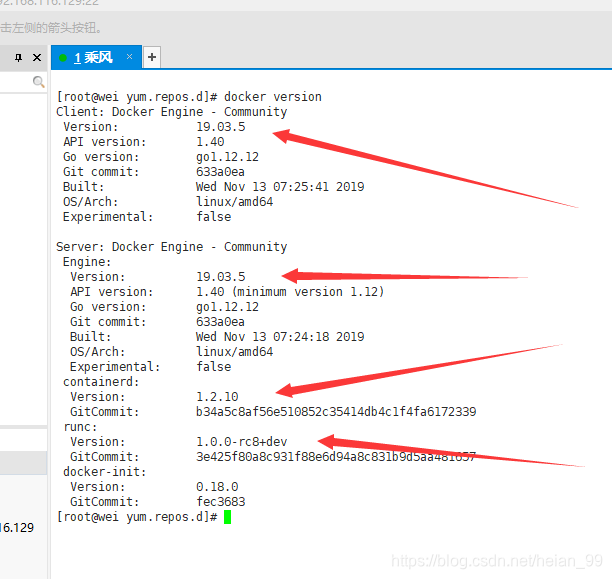 92.168.116.129:22
击左侧的箭头按钮。
1 乘风 × +
[root@wei yum.repos.d]# docker version
Client: Docker Engine - Community
Version: 19.03.5
API version: 1.40
Go version: go1.12.12
Git commit: 633a0ea
Built: Wed Nov 13 07:25:41 2019
OS/Arch: linux/amd64
Experimental: false
Server: Docker Engine - Community
Engine:
Version: 19.03.5
API version: 1.40 (minimum version 1.12)
Go version: go1.12.12
Git commit: 633a0ea
Built: Wed Nov 13 07:24:18 2019
OS/Arch: linux/amd64
Experimental: false
containerd:
Version: 1.2.10
GitCommit: b34a5c8af56e510852c35414db4c1f4fa6172339
runc:
Version: 1.0.0-rc8+dev
GitCommit: 3e425f80a8c931f88e6d94a8c831b9d5aa481657
docker-init:
Version: 0.18.0
GitCommit: fec3683
[root@wei yum.repos.d]#
16.129
https://blog.csdn.net/heian_99